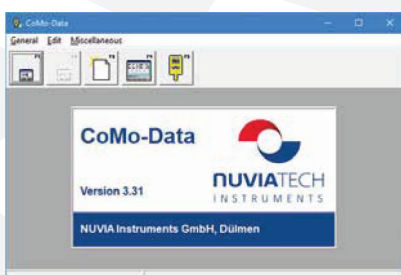 CoMo-Data
General Edit Miscellaneous
CoMo-Data
Version 3.31
NUVIATECH
INSTRUMENTS
NUVIA Instruments GmbH, Dülmen